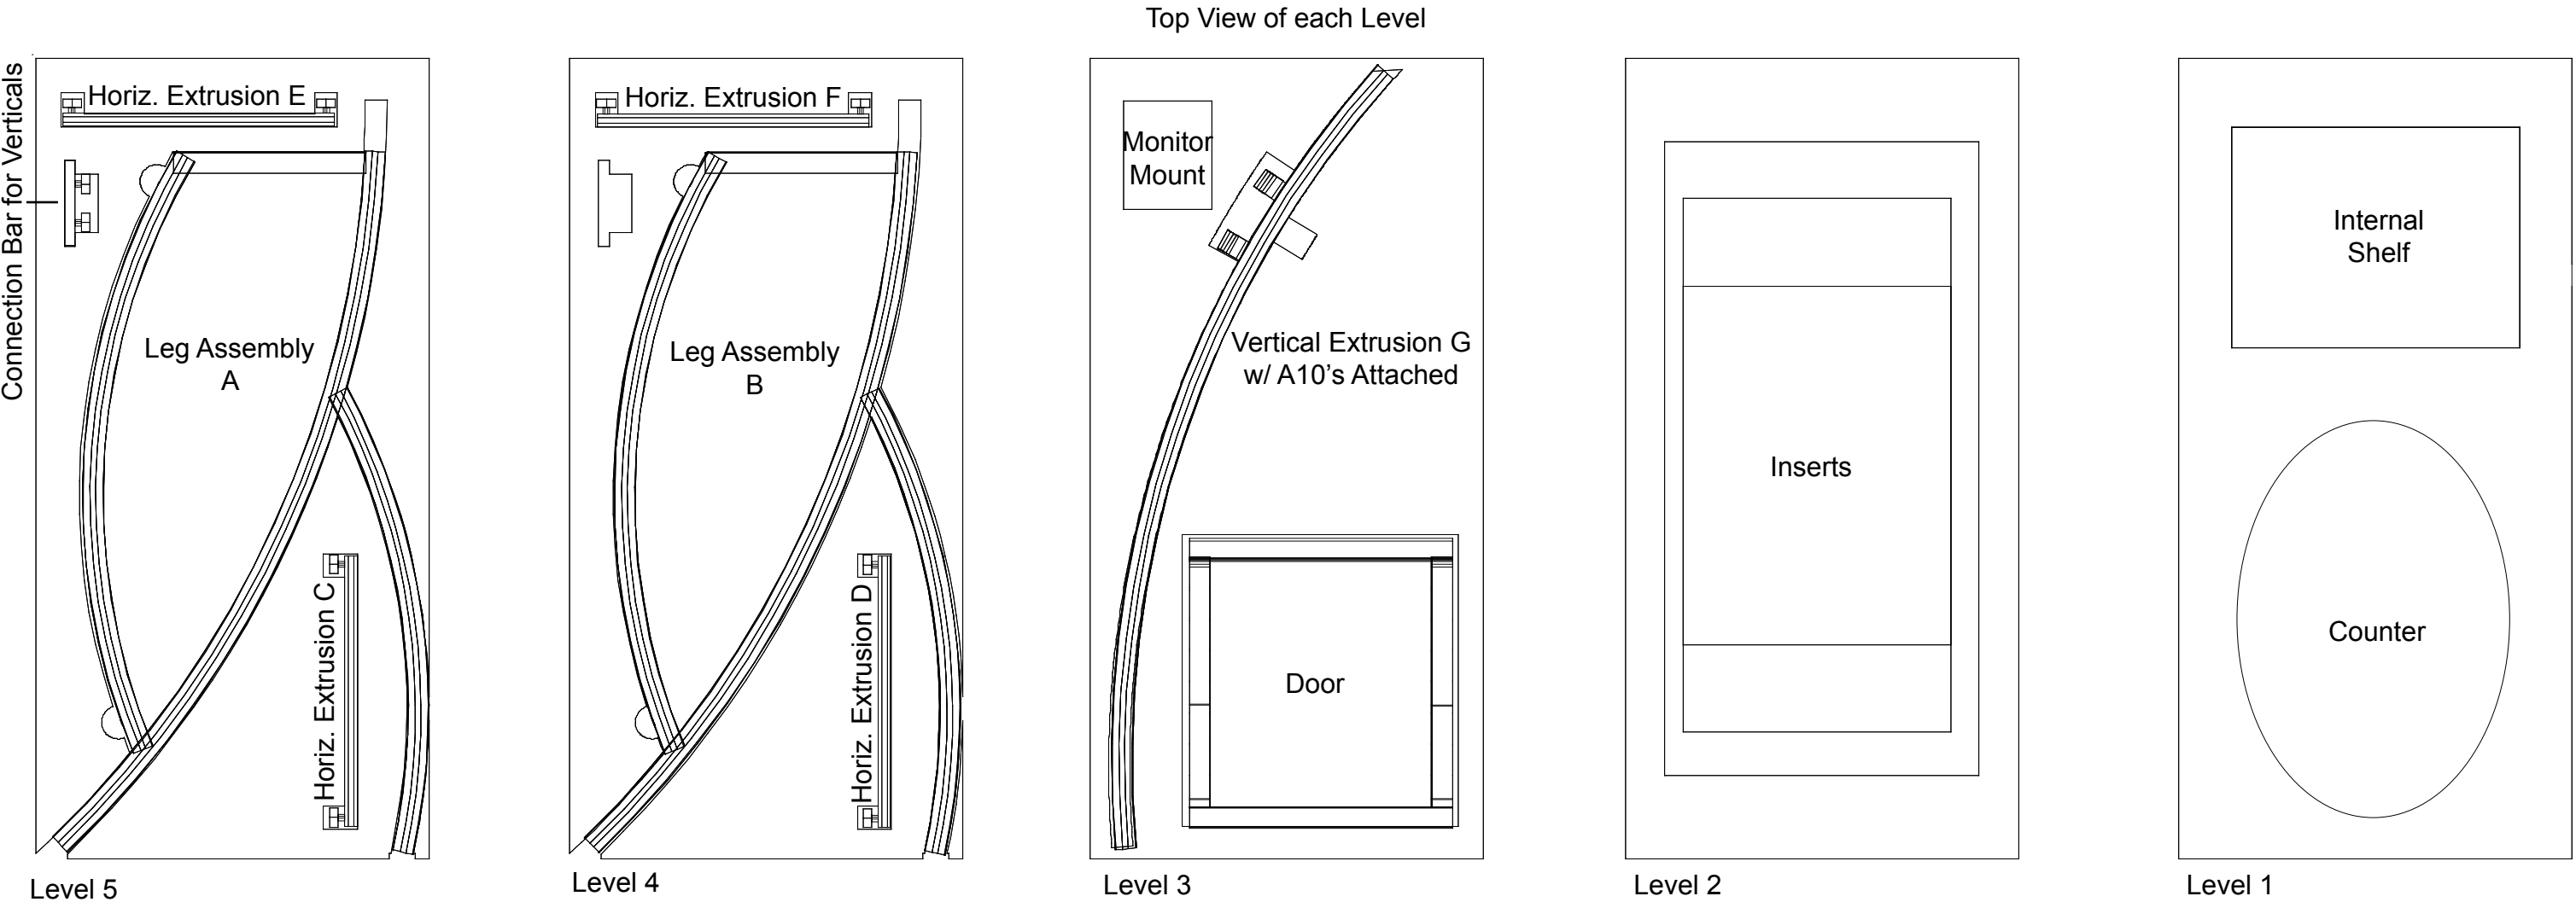 Top View of each Level
Connection Bar for Verticals
Horiz. Extrusion E
Leg Assembly
A
Horiz. Extrusion C
Level 5
Horiz. Extrusion F
Leg Assembly
B
Horiz. Extrusion D
Level 4
Monitor
Mount
Vertical Extrusion G
w/ A10’s Attached
Door
Level 3
Inserts
Level 2
Internal
Shelf
Counter
Level 1